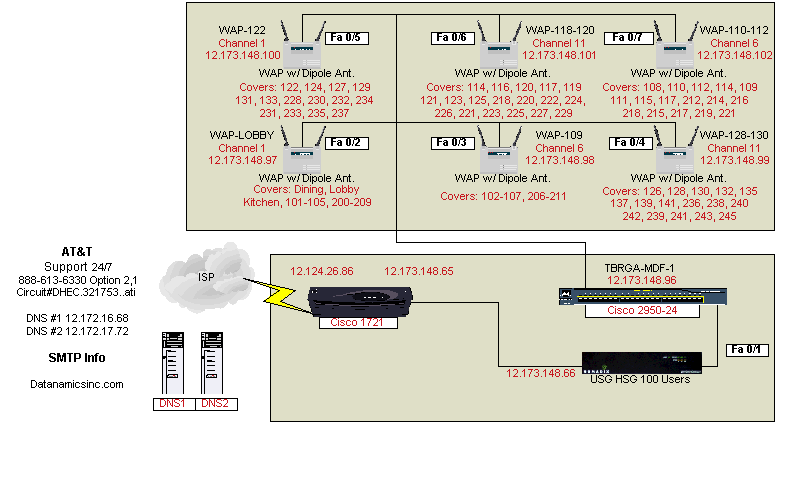 WAP-122
Channel 1
12.173.148.100
Fa 0/5
WAP w/ Dipole Ant.
Covers: 122, 124, 127, 129
131, 133, 228, 230, 232, 234
231, 233, 235, 237
Fa 0/6
WAP-118-120
Channel 11
12.173.148.101
WAP w/ Dipole Ant.
Covers: 114, 116, 120, 117, 119
121, 123, 125, 218, 220, 222, 224,
226, 221, 223, 225, 227, 229
Fa 0/7
WAP-110-112
Channel 6
12.173.148.102
WAP w/ Dipole Ant.
Covers: 108, 110, 112, 114, 109
111, 115, 117, 212, 214, 216
218, 215, 217, 219, 221
WAP-LOBBY
Channel 1
12.173.148.97
Fa 0/2
WAP w/ Dipole Ant.
Covers: Dining, Lobby
Kitchen, 101-105, 200-209
Fa 0/3
WAP-109
Channel 6
12.173.148.98
WAP w/ Dipole Ant.
Covers: 102-107, 206-211
Fa 0/4
WAP-128-130
Channel 11
12.173.148.99
WAP w/ Dipole Ant.
Covers: 126, 128, 130, 132, 135
137, 139, 141, 236, 238, 240
242, 239, 241, 243, 245
AT&T
Support 24/7
888-613-6330 Option 2,1
Circuit#DHEC.321753..ati
DNS #1 12.172.16.68
DNS #2 12.172.17.72
SMTP Info
Datanamicsinc.com
ISP
DNS1
DNS2
12.124.26.86
12.173.148.65
Cisco 1721
TBRGA-MDF-1
12.173.148.96
Cisco 2950-24
Fa 0/1
12.173.148.66
NOMADIX
USG HSG 100 Users